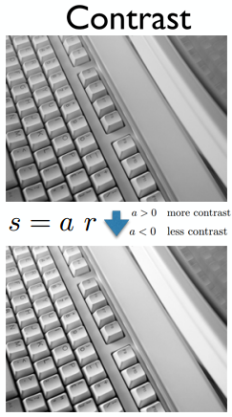 Contrast
s = a r
a > 0 more contrast
a < 0 less contrast